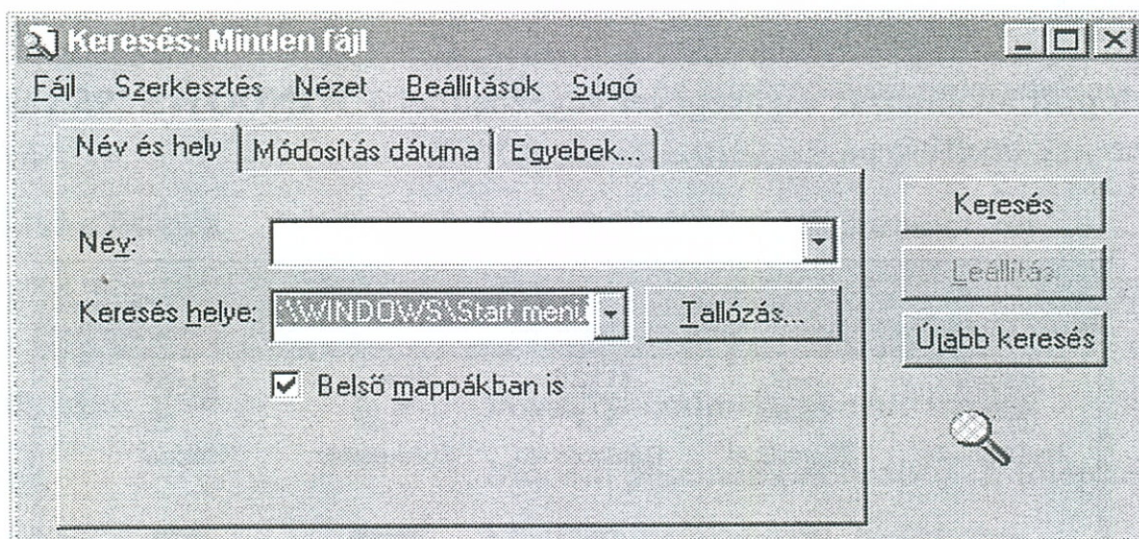 Keresés: Minden fájl
Fájl Szerkesztés Nézet Beállítások Súgó
Név és hely Módosítás dátuma Egyebek...
Név:
Keresés helye: :\WINDOWS\Start menü Tallózás...
Belső mappákban is
Keresés
Leállítás
Újabb keresés